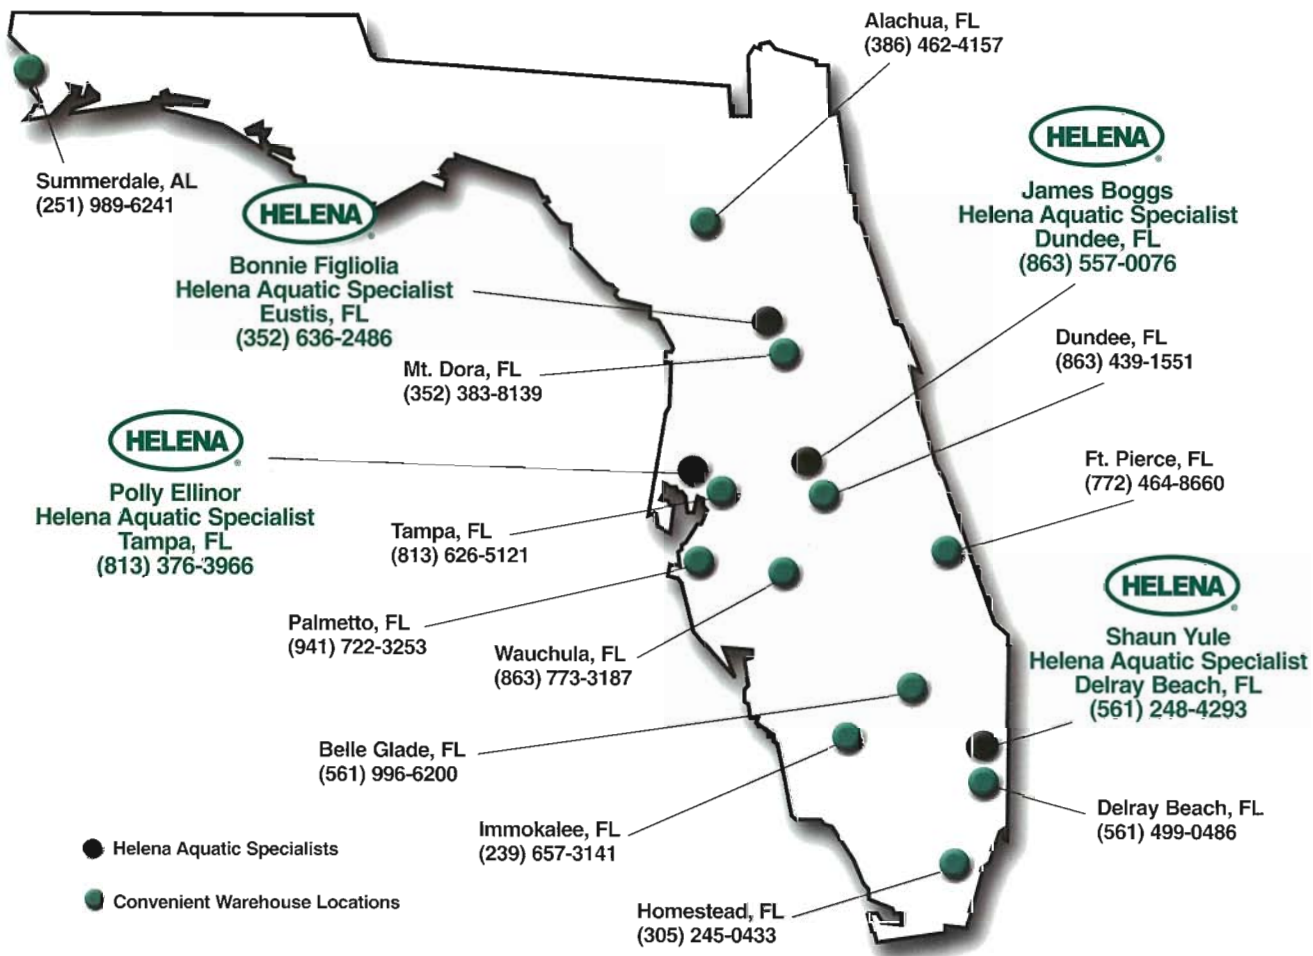 Alachua, FL
(386) 462-4157
HELENA
James Boggs
Helena Aquatic Specialist
Dundee, FL
(863) 557-0076
Summerdale, AL
(251) 989-6241
HELENA
Bonnie Figliolia
Helena Aquatic Specialist
Eustis, FL
(352) 636-2486
Dundee, FL
(863) 439-1551
Mt. Dora, FL
(352) 383-8139
HELENA
Polly Ellinor
Helena Aquatic Specialist
Tampa, FL
(813) 376-3966
Ft. Pierce, FL
(772) 464-8660
Tampa, FL
(813) 626-5121
HELENA
Shaun Yule
Helena Aquatic Specialist
Delray Beach, FL
(561) 248-4293
Palmetto, FL
(941) 722-3253
Wauchula, FL
(863) 773-3187
Belle Glade, FL
(561) 996-6200
Delray Beach, FL
(561) 499-0486
Immokalee, FL
(239) 657-3141
Helena Aquatic Specialists
Convenient Warehouse Locations
Homestead, FL
(305) 245-0433